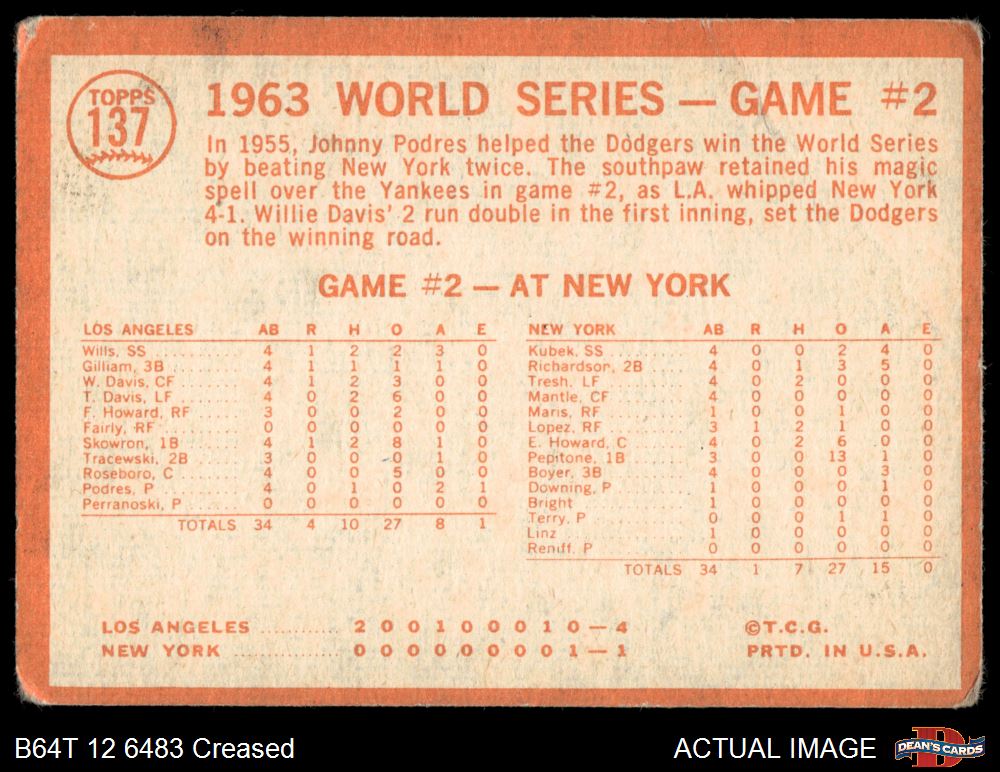 TOPPS
137
1963 WORLD SERIES — GAME #2
In 1955, Johnny Podres helped the Dodgers win the World Series
by beating New York twice. The southpaw retained his magic
spell over the Yankees in game #2, as L.A. whipped New York
4-1. Willie Davis' 2 run double in the first inning, set the Dodgers
on the winning road.
GAME #2 — AT NEW YORK
LOS ANGELES AB R H O A E
Wills, SS 4 1 2 2 3 0
Gilliam, 3B 4 1 1 1 1 0
W. Davis, CF 4 1 2 3 0 0
T. Davis, LF 4 0 2 6 0 0
F. Howard, RF 3 0 0 2 0 0
Fairly, RF 0 0 0 0 0 0
Skowron, 1B 4 1 2 8 1 0
Tracewski, 2B 3 0 0 0 1 0
Roseboro, C 4 0 0 5 0 0
Podres, P 4 0 1 0 2 1
Perranoski, P 0 0 0 0 0 0
TOTALS 34 4 10 27 8 1
NEW YORK AB R H O A E
Kubek, SS 4 0 0 2 4 0
Richardson, 2B 4 0 1 3 5 0
Tresh, LF 4 0 2 0 0 0
Mantle, CF 4 0 0 0 0 0
Maris, RF 1 0 0 1 0 0
Lopez, RF 3 1 2 1 0 0
E. Howard, C 4 0 2 6 0 0
Pepitone, 1B 3 0 0 13 1 0
Boyer, 3B 4 0 0 0 3 0
Downing, P 1 0 0 0 1 0
Bright 1 0 0 0 0 0
Terry, P 0 0 0 1 1 0
Linz 1 0 0 0 0 0
Reniff, P 0 0 0 0 0 0
TOTALS 34 1 7 27 15 0
LOS ANGELES 2 0 0 1 0 0 0 1 0 — 4
NEW YORK 0 0 0 0 0 0 0 0 1 — 1
©T.C.G.
PRTD. IN U.S.A.
B64T 12 6483 Creased
ACTUAL IMAGE
D
DEAN'S CARDS